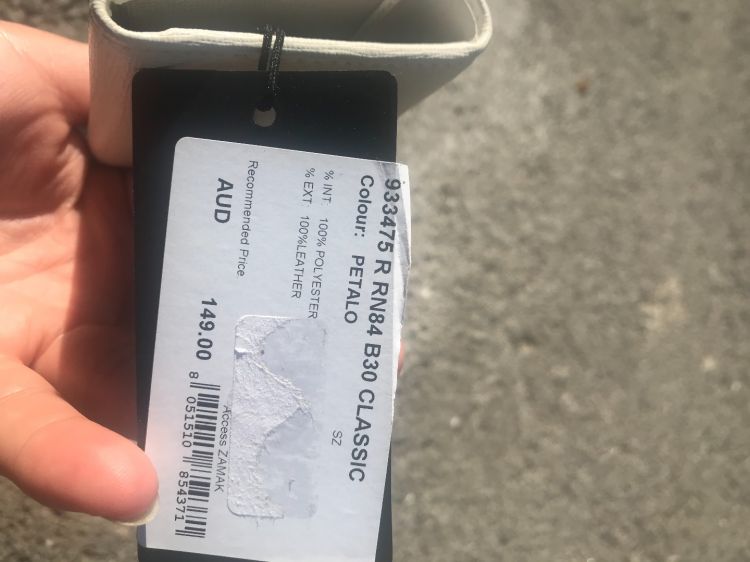 933475 R RN84 B30 CLASSIC
Colour: PETALO
SZ
% INT: 100% POLYESTER
% EXT: 100%LEATHER
Recommended Price
AUD 149.00
Access ZAMAK
8 051510 854371